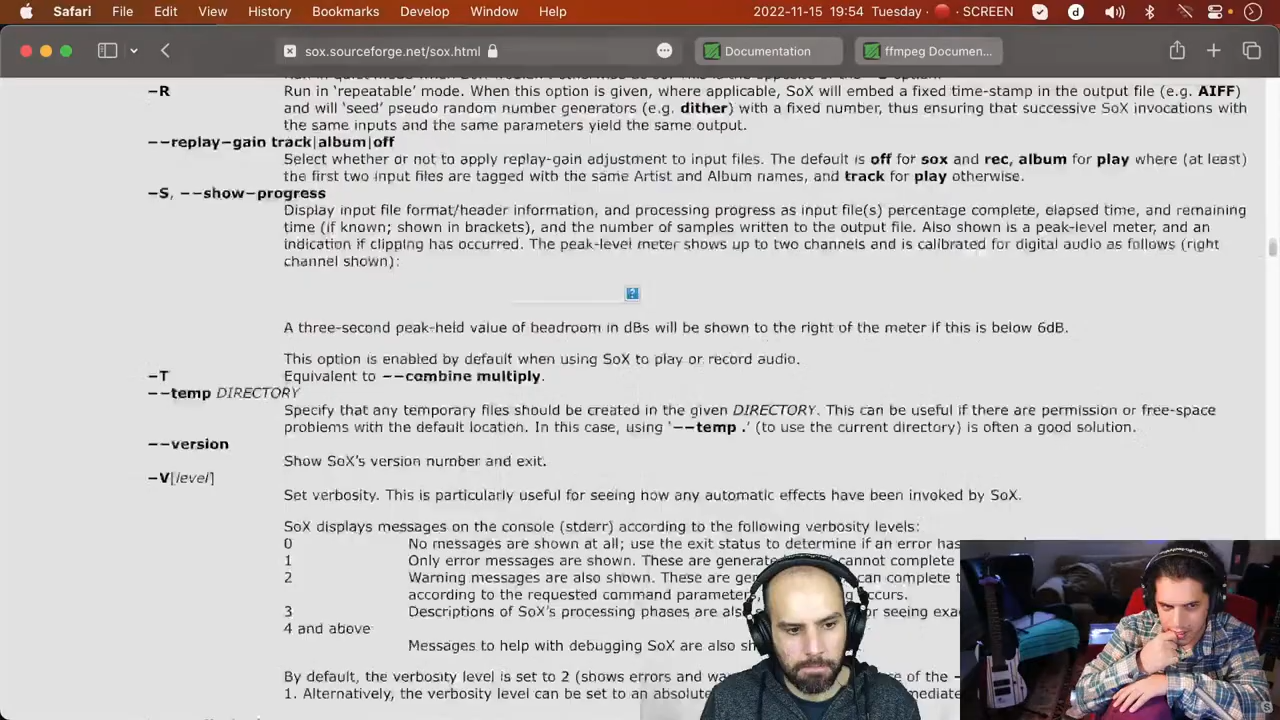 Safari File Edit View History Bookmarks Develop Window Help 2022-11-15 19:54 Tuesday SCREEN
sox.sourceforge.net/sox.html Documentation ffmpeg Documen...
−R Run in ‘repeatable’ mode. When this option is given, where applicable, SoX will embed a fixed time-stamp in the output file (e.g. AIFF)
and will ‘seed’ pseudo random number generators (e.g. dither) with a fixed number, thus ensuring that successive SoX invocations with
the same inputs and the same parameters yield the same output.
−−replay−gain track|album|off
Select whether or not to apply replay-gain adjustment to input files. The default is off for sox and rec, album for play where (at least)
the first two input files are tagged with the same Artist and Album names, and track for play otherwise.
−S, −−show−progress
Display input file format/header information, and processing progress as input file(s) percentage complete, elapsed time, and remaining
time (if known; shown in brackets), and the number of samples written to the output file. Also shown is a peak-level meter, and an
indication if clipping has occurred. The peak-level meter shows up to two channels and is calibrated for digital audio as follows (right
channel shown):
A three-second peak-held value of headroom in dBs will be shown to the right of the meter if this is below 6dB.
This option is enabled by default when using SoX to play or record audio.
−T Equivalent to −−combine multiply.
−−temp DIRECTORY
Specify that any temporary files should be created in the given DIRECTORY. This can be useful if there are permission or free-space
problems with the default location. In this case, using ‘−−temp .’ (to use the current directory) is often a good solution.
−−version
Show SoX’s version number and exit.
−V[level]
Set verbosity. This is particularly useful for seeing how any automatic effects have been invoked by SoX.
SoX displays messages on the console (stderr) according to the following verbosity levels:
0 No messages are shown at all; use the exit status to determine if an error has
1 Only error messages are shown. These are generate cannot complete
2 Warning messages are also shown. These are gen can complete
according to the requested command parameters, occurs.
3 Descriptions of SoX’s processing phases are als or seeing exa
4 and above
Messages to help with debugging SoX are also sh
By default, the verbosity level is set to 2 (shows errors and wa e of the
1. Alternatively, the verbosity level can be set to an absolut mmediate